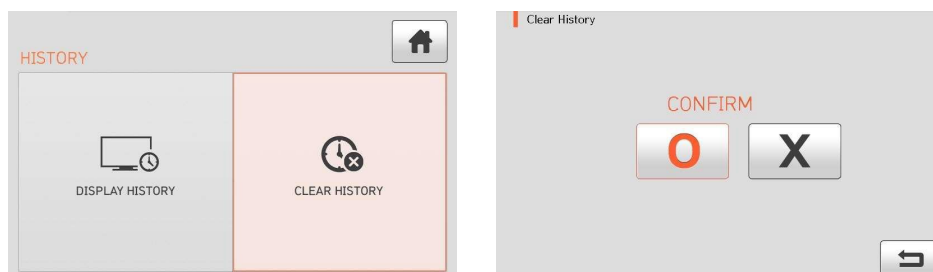 HISTORY
DISPLAY HISTORY
CLEAR HISTORY
Clear History
CONFIRM
O X